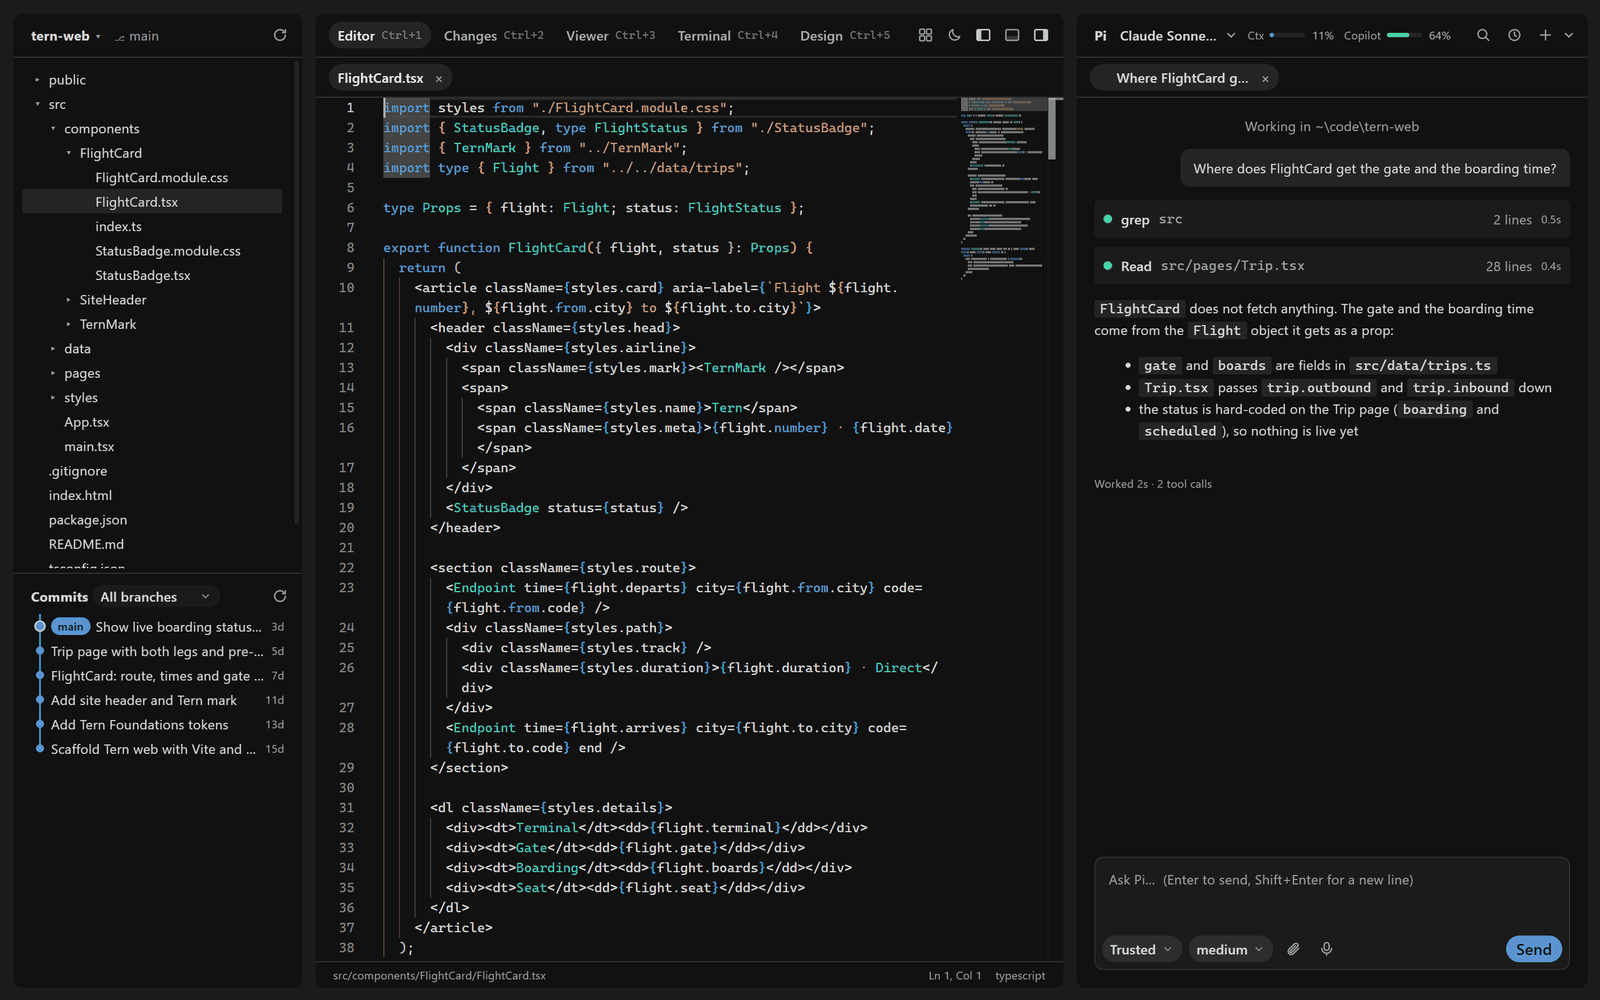 tern-web main
public
src
components
FlightCard
FlightCard.module.css
FlightCard.tsx
index.ts
StatusBadge.module.css
StatusBadge.tsx
SiteHeader
TernMark
data
pages
styles
App.tsx
main.tsx
.gitignore
index.html
package.json
README.md
tsconfig.json
Commits All branches
main Show live boarding status... 3d
Trip page with both legs and pre-... 5d
FlightCard: route, times and gate ... 7d
Add site header and Tern mark 11d
Add Tern Foundations tokens 13d
Scaffold Tern web with Vite and ... 15d
Editor Ctrl+1 Changes Ctrl+2 Viewer Ctrl+3 Terminal Ctrl+4 Design Ctrl+5
FlightCard.tsx ×
1 import styles from "./FlightCard.module.css";
2 import { StatusBadge, type FlightStatus } from "./StatusBadge";
3 import { TernMark } from "../TernMark";
4 import type { Flight } from "../../data/trips";
5
6 type Props = { flight: Flight; status: FlightStatus };
7
8 export function FlightCard({ flight, status }: Props) {
9 return (
10 <article className={styles.card} aria-label={`Flight ${flight.
number}, ${flight.from.city} to ${flight.to.city}`}>
11 <header className={styles.head}>
12 <div className={styles.airline}>
13 <span className={styles.mark}><TernMark /></span>
14 <span>
15 <span className={styles.name}>Tern</span>
16 <span className={styles.meta}>{flight.number} · {flight.date}
</span>
17 </span>
18 </div>
19 <StatusBadge status={status} />
20 </header>
21
22 <section className={styles.route}>
23 <Endpoint time={flight.departs} city={flight.from.city} code=
{flight.from.code} />
24 <div className={styles.path}>
25 <div className={styles.track} />
26 <div className={styles.duration}>{flight.duration} · Direct</
div>
27 </div>
28 <Endpoint time={flight.arrives} city={flight.to.city} code=
{flight.to.code} end />
29 </section>
30
31 <dl className={styles.details}>
32 <div><dt>Terminal</dt><dd>{flight.terminal}</dd></div>
33 <div><dt>Gate</dt><dd>{flight.gate}</dd></div>
34 <div><dt>Boarding</dt><dd>{flight.boards}</dd></div>
35 <div><dt>Seat</dt><dd>{flight.seat}</dd></div>
36 </dl>
37 </article>
38 );
src/components/FlightCard/FlightCard.tsx Ln 1, Col 1 typescript
Pi Claude Sonne... Ctx 11% Copilot 64%
Where FlightCard g... ×
Working in ~\code\tern-web
Where does FlightCard get the gate and the boarding time?
grep src 2 lines 0.5s
Read src/pages/Trip.tsx 28 lines 0.4s
FlightCard does not fetch anything. The gate and the boarding time
come from the Flight object it gets as a prop:
• gate and boards are fields in src/data/trips.ts
• Trip.tsx passes trip.outbound and trip.inbound down
• the status is hard-coded on the Trip page ( boarding and
scheduled ), so nothing is live yet
Worked 2s · 2 tool calls
Ask Pi... (Enter to send, Shift+Enter for a new line)
Trusted medium Send